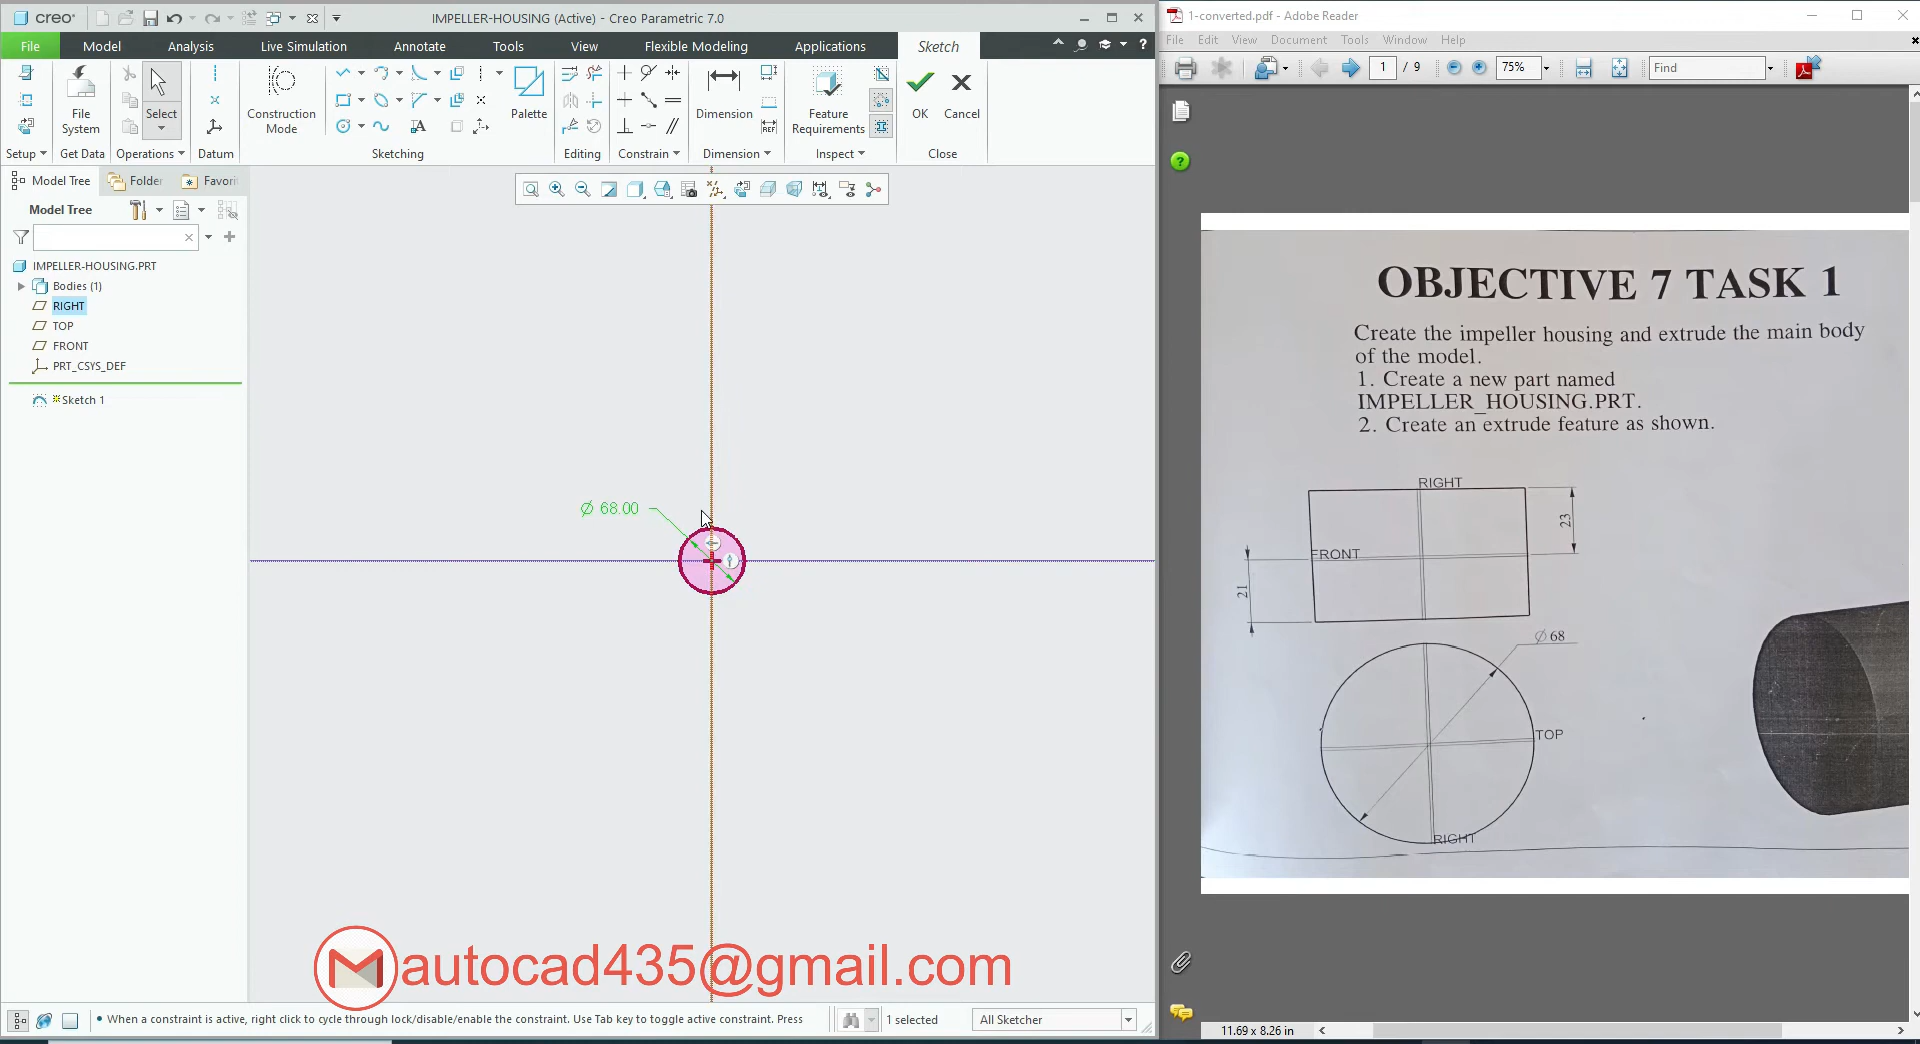 creo
IMPELLER-HOUSING (Active) - Creo Parametric 7.0
File
Model
Analysis
Live Simulation
Annotate
Tools
View
Flexible Modeling
Applications
Sketch
File
System
Select
Construction
Mode
Palette
Dimension
REF
Feature
Requirements
OK
Cancel
Setup
Get Data
Operations
Datum
Sketching
Editing
Constrain
Dimension
Inspect
Close
Model Tree
Folder
Favori
Model Tree
IMPELLER-HOUSING.PRT
Bodies (1)
RIGHT
TOP
FRONT
PRT_CSYS_DEF
Sketch 1
Ø 68.00
autocad435@gmail.com
• When a constraint is active, right click to cycle through lock/disable/enable the constraint. Use Tab key to toggle active constraint. Press
1 selected
All Sketcher
1-converted.pdf - Adobe Reader
File Edit View Document Tools Window Help
1 / 9
75%
Find
OBJECTIVE 7 TASK 1
Create the impeller housing and extrude the main body
of the model.
1. Create a new part named
IMPELLER_HOUSING.PRT.
2. Create an extrude feature as shown.
RIGHT
23
FRONT
21
Ø 68
TOP
RIGHT
11.69 x 8.26 in